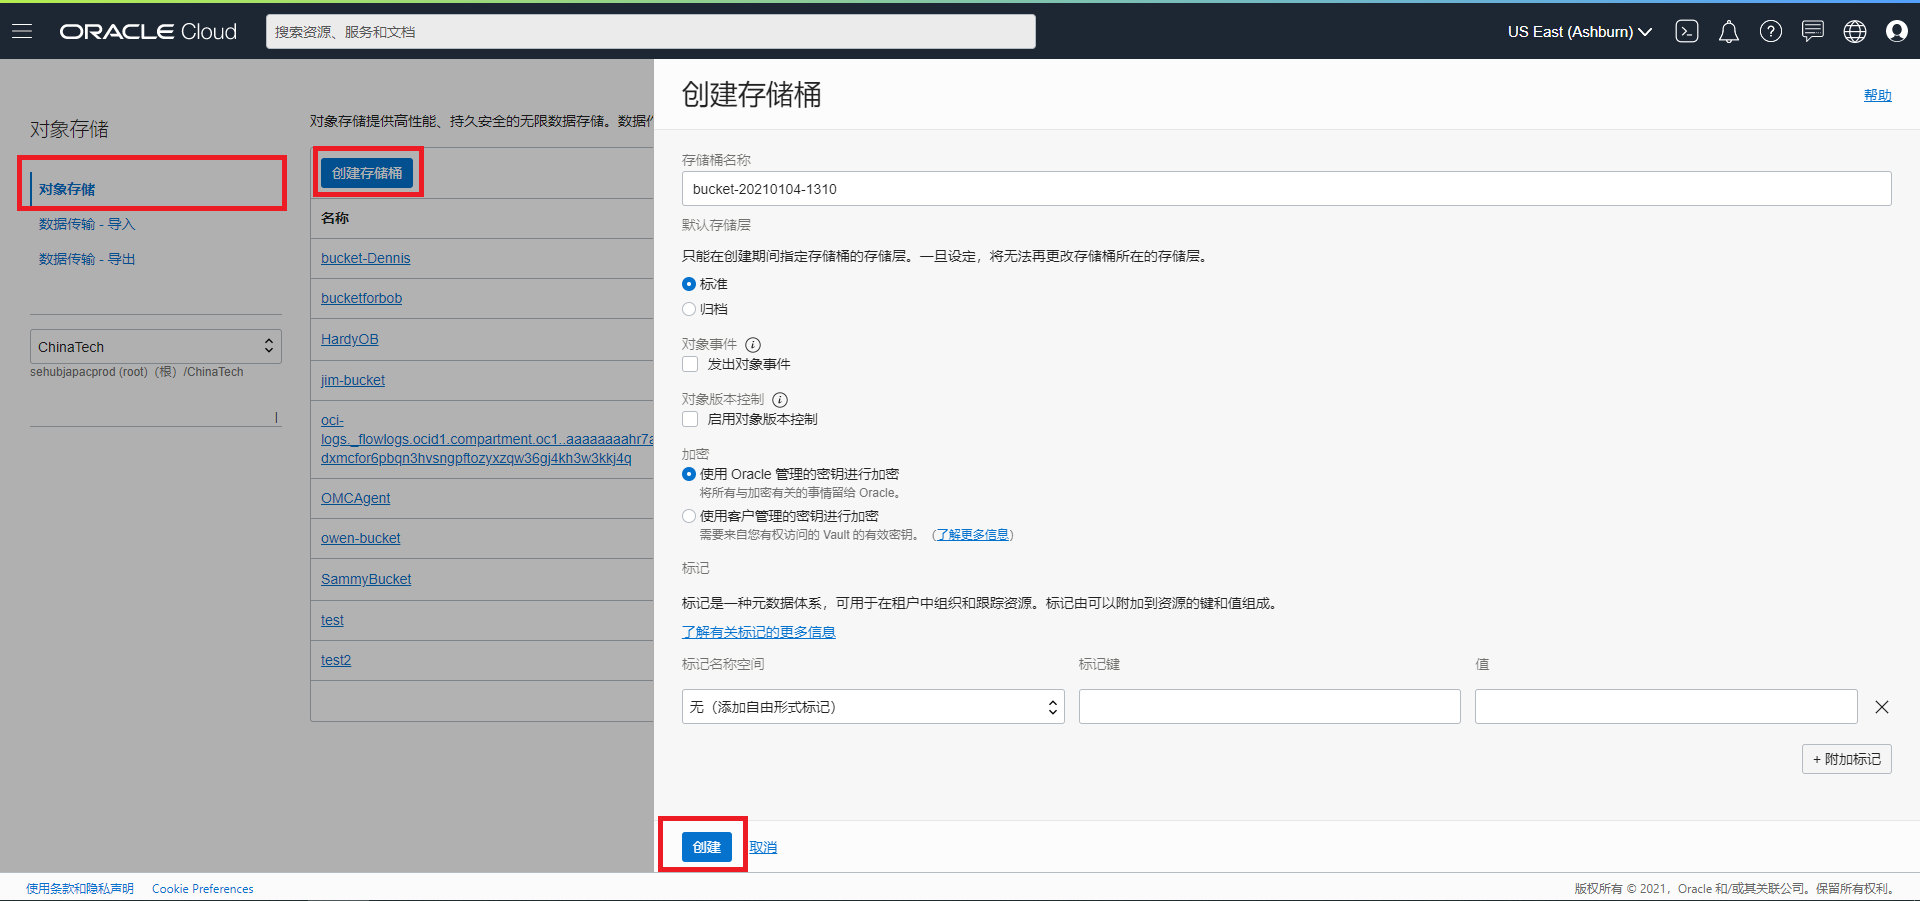 ORACLE Cloud
搜索资源、服务和文档
US East (Ashburn)
对象存储
对象存储
数据传输 - 导入
数据传输 - 导出
ChinaTech
sehubjapacprod (root)（根）/ChinaTech
对象存储提供高性能、持久安全的无限数据存储。数据
创建存储桶
名称
bucket-Dennis
bucketforbob
HardyOB
jim-bucket
oci-
logs._flowlogs.ocid1.compartment.oc1..aaaaaaaahr7a
dxmcfor6pbqn3hvsngpftozyxzqw36gj4kh3w3kkj4q
OMCAgent
owen-bucket
SammyBucket
test
test2
创建存储桶
帮助
存储桶名称
bucket-20210104-1310
默认存储层
只能在创建期间指定存储桶的存储层。一旦设定，将无法再更改存储桶所在的存储层。
标准
归档
对象事件
发出对象事件
对象版本控制
启用对象版本控制
加密
使用 Oracle 管理的密钥进行加密
将所有与加密有关的事情留给 Oracle。
使用客户管理的密钥进行加密
需要来自您有权访问的 Vault 的有效密钥。（了解更多信息）
标记
标记是一种元数据体系，可用于在租户中组织和跟踪资源。标记由可以附加到资源的键和值组成。
了解有关标记的更多信息
标记名称空间 标记键 值
无（添加自由形式标记）
+ 附加标记
创建 取消
使用条款和隐私声明 Cookie Preferences
版权所有 © 2021，Oracle 和/或其关联公司。保留所有权利。